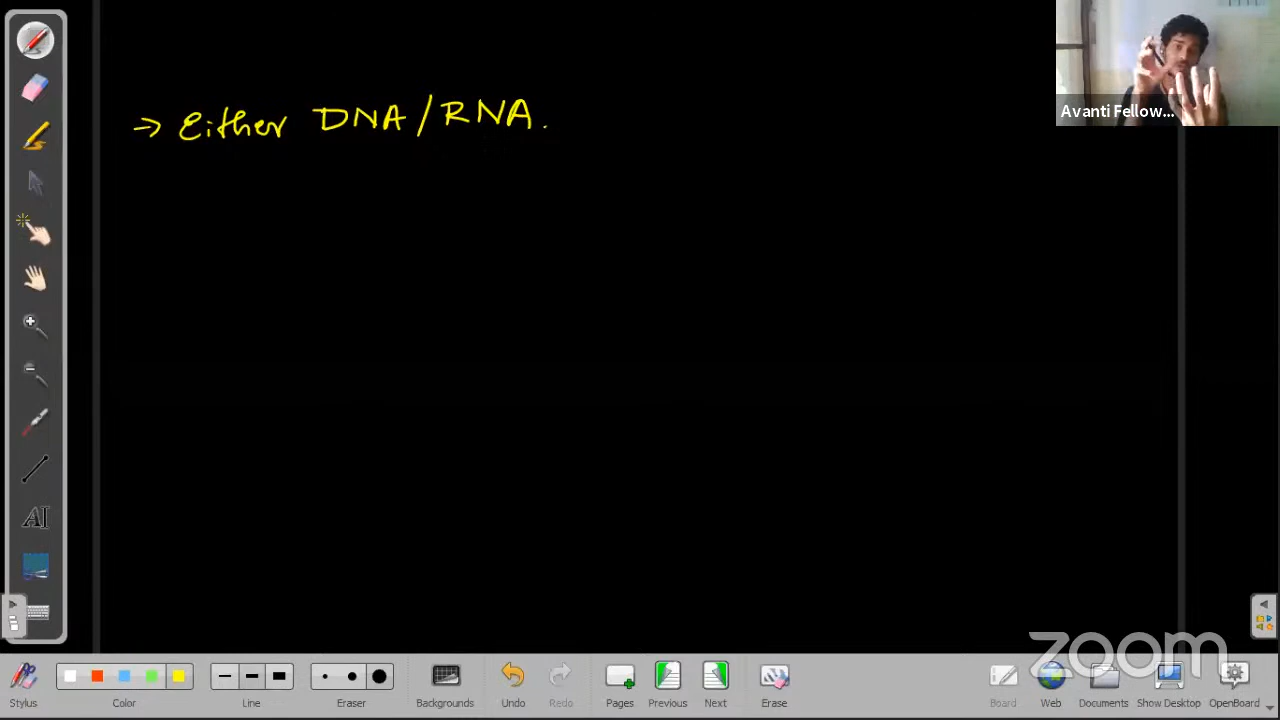 → Either DNA/RNA.
Avanti Fellow...
AI
zoom
Stylus
Color
Line
Eraser
Backgrounds
Undo
Redo
Pages
Previous
Next
Erase
Board
Web
Documents
Show Desktop
OpenBoard